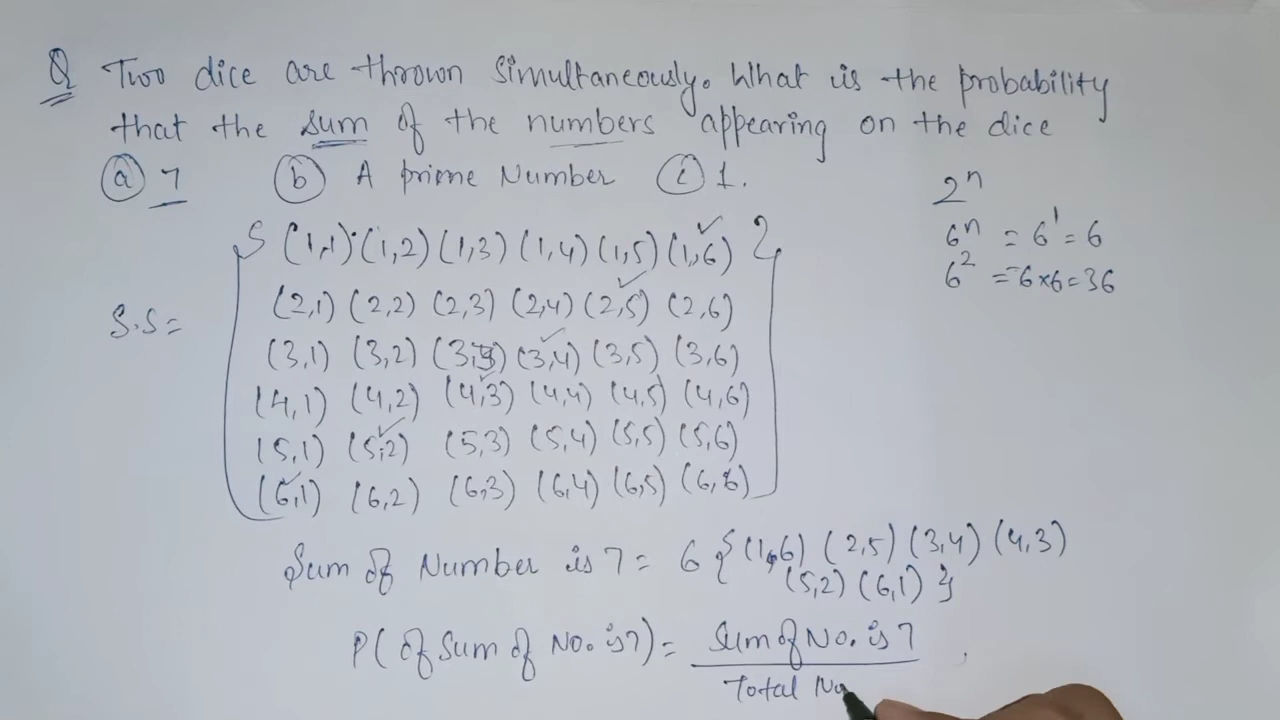 Q Two dice are thrown simultaneously. What is the probability
that the sum of the numbers appearing on the dice
(a) 7 (b) A prime Number (c) 1.
2ⁿ
6ⁿ = 6¹ = 6
6² = 6×6 = 36
S.S =
{ (1,1) (1,2) (1,3) (1,4) (1,5) (1,6) }
(2,1) (2,2) (2,3) (2,4) (2,5) (2,6)
(3,1) (3,2) (3,3) (3,4) (3,5) (3,6)
(4,1) (4,2) (4,3) (4,4) (4,5) (4,6)
(5,1) (5,2) (5,3) (5,4) (5,5) (5,6)
(6,1) (6,2) (6,3) (6,4) (6,5) (6,6)
Sum of Number is 7 = 6 { (1,6) (2,5) (3,4) (4,3)
(5,2) (6,1) }
P( of Sum of No. is 7) = Sum of No. is 7
Total No